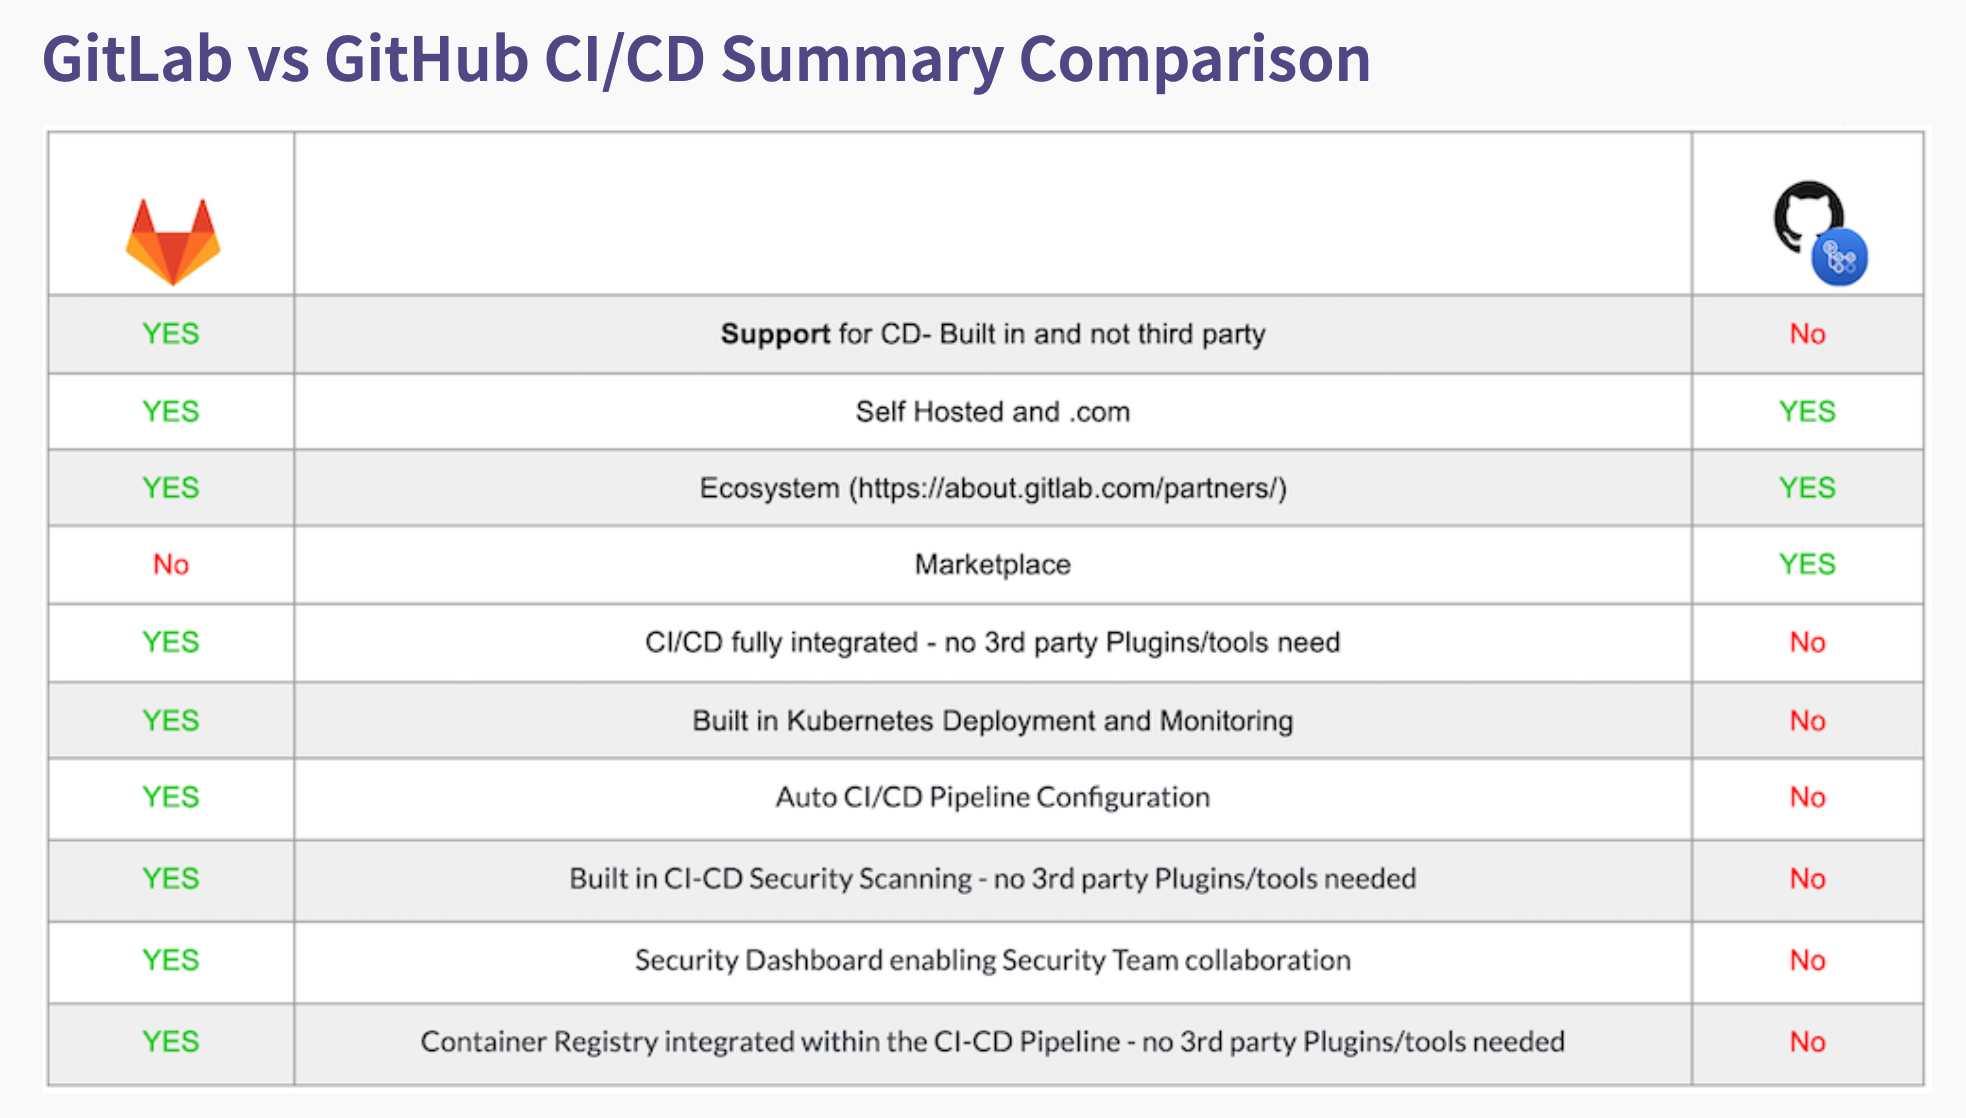 GitLab vs GitHub CI/CD Summary Comparison
YES Support for CD- Built in and not third party No
YES Self Hosted and .com YES
YES Ecosystem (https://about.gitlab.com/partners/) YES
No Marketplace YES
YES CI/CD fully integrated - no 3rd party Plugins/tools need No
YES Built in Kubernetes Deployment and Monitoring No
YES Auto CI/CD Pipeline Configuration No
YES Built in CI-CD Security Scanning - no 3rd party Plugins/tools needed No
YES Security Dashboard enabling Security Team collaboration No
YES Container Registry integrated within the CI-CD Pipeline - no 3rd party Plugins/tools needed No